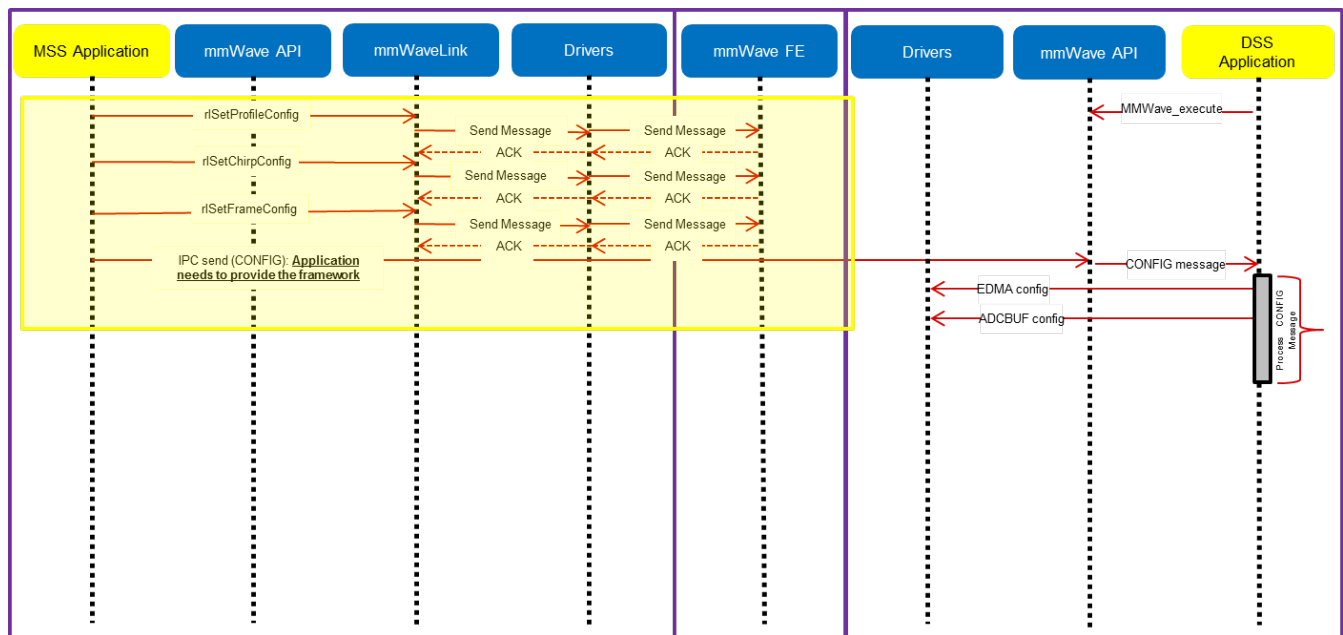 MSS Application
mmWave API
mmWaveLink
Drivers
mmWave FE
Drivers
mmWave API
DSS
Application
MMWave_execute
rlSetProfileConfig
Send Message
Send Message
ACK
ACK
rlSetChirpConfig
Send Message
Send Message
ACK
ACK
rlSetFrameConfig
Send Message
Send Message
ACK
ACK
IPC send (CONFIG): Application
needs to provide the framework
CONFIG message
EDMA config
ADCBUF config
Process CONFIG
Message